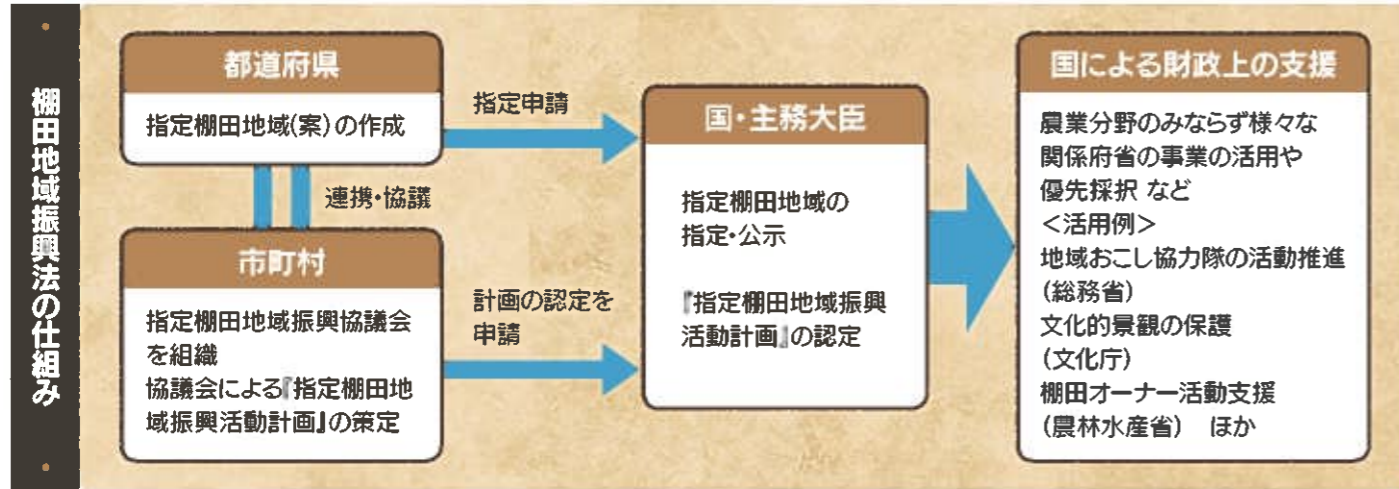 棚田地域振興法の仕組み
都道府県
指定棚田地域(案)の作成
指定申請
連携・協議
市町村
指定棚田地域振興協議会
を組織
協議会による『指定棚田地
域振興活動計画』の策定
計画の認定を
申請
国・主務大臣
指定棚田地域の
指定・公示
『指定棚田地域振興
活動計画』の認定
国による財政上の支援
農業分野のみならず様々な
関係府省の事業の活用や
優先採択 など
<活用例>
地域おこし協力隊の活動推進
(総務省)
文化的景観の保護
(文化庁)
棚田オーナー活動支援
(農林水産省) ほか